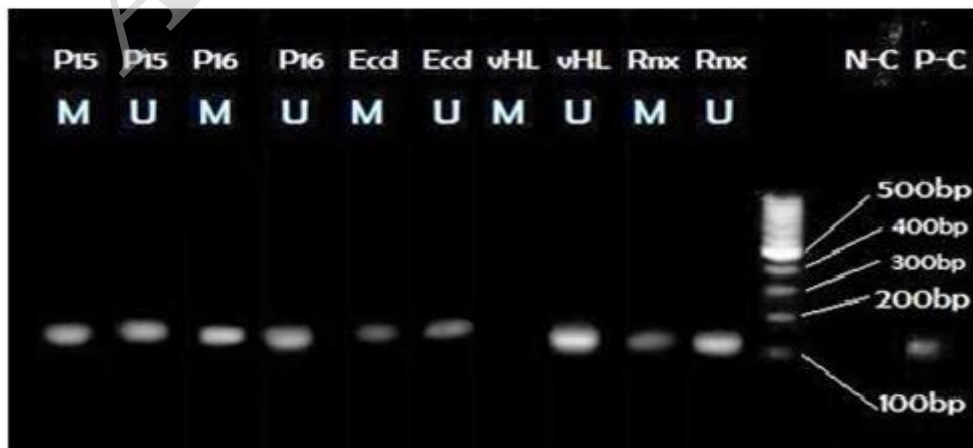 P15 P15 P16 P16 Ecd Ecd vHL vHL Rnx Rnx N-C P-C
M U M U M U M U M U
500bp
400bp
300bp
200bp
100bp